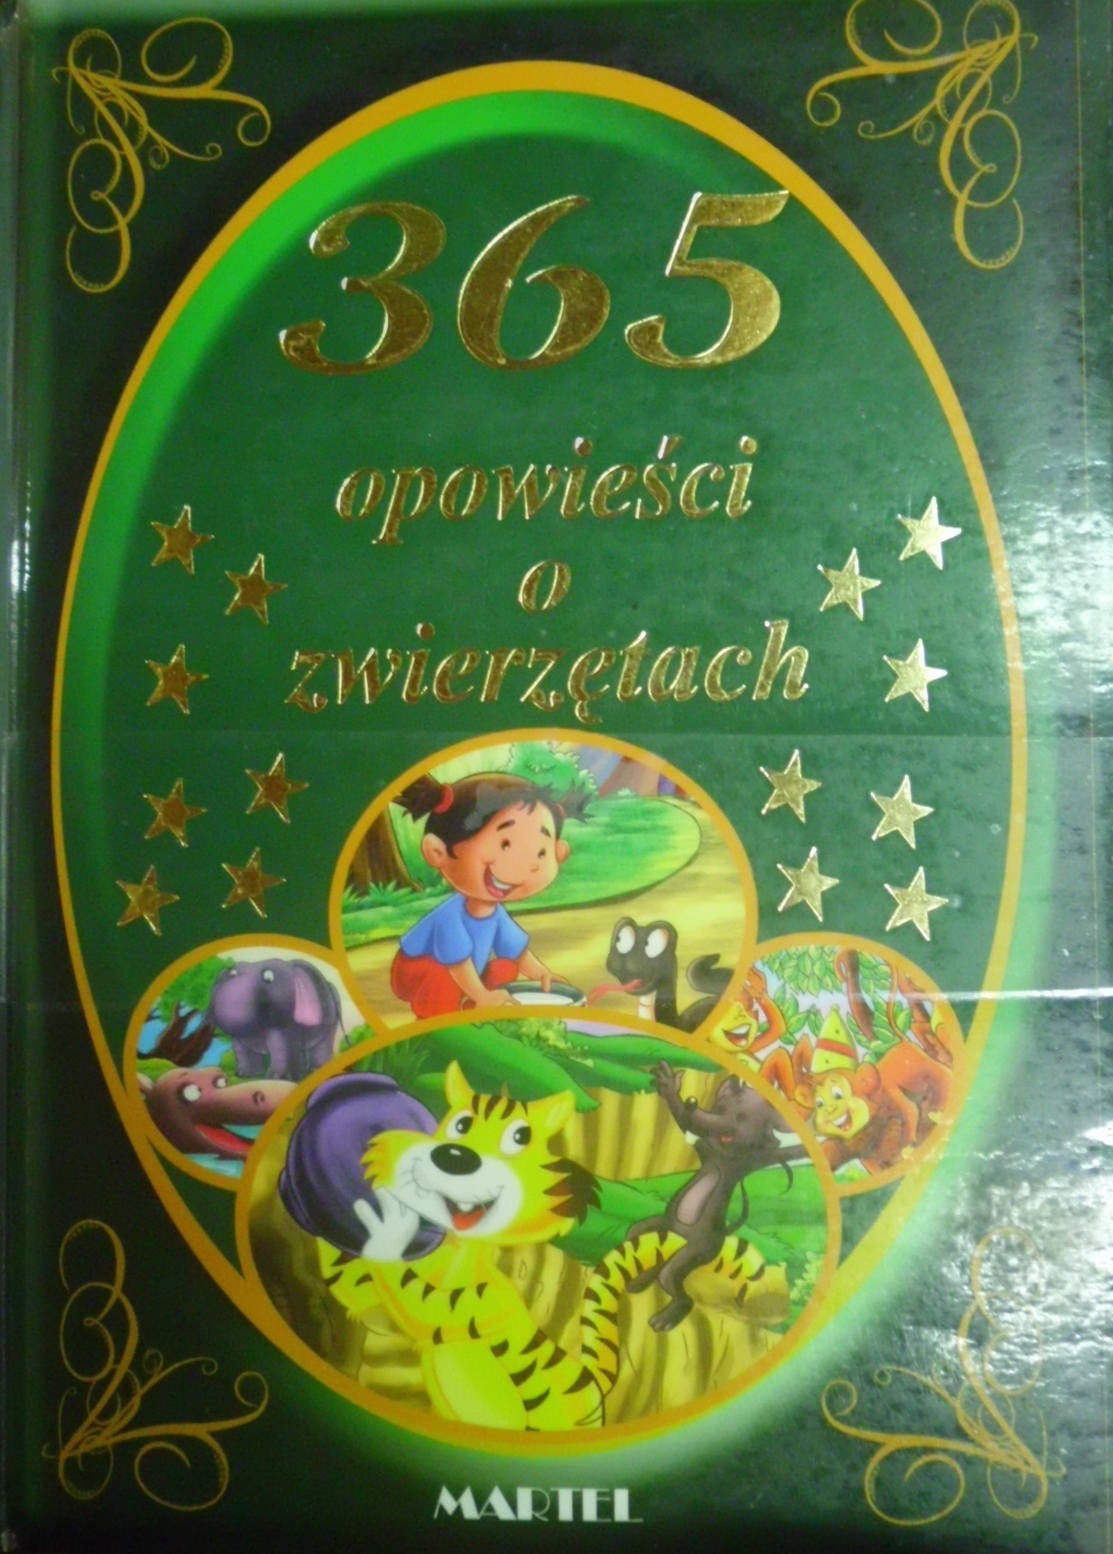 365
opowieści
o
zwierzętach
MARTEL